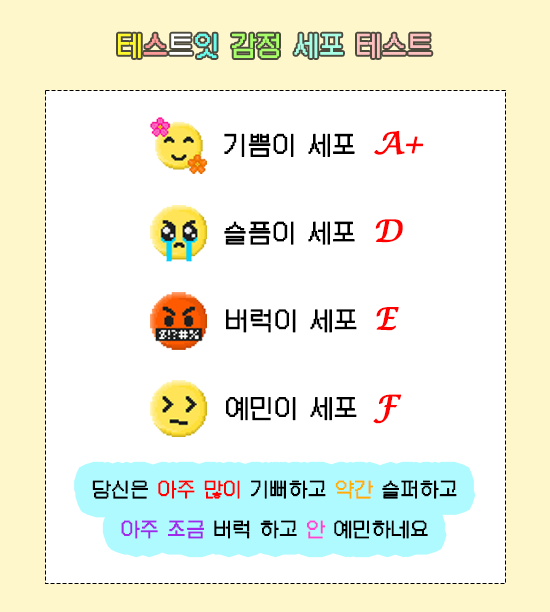 테스트잇 감정 세포 테스트
기쁨이 세포 A+
슬픔이 세포 D
버럭이 세포 E
$!?#%
예민이 세포 F
당신은 아주 많이 기뻐하고 약간 슬퍼하고
아주 조금 버럭 하고 안 예민하네요